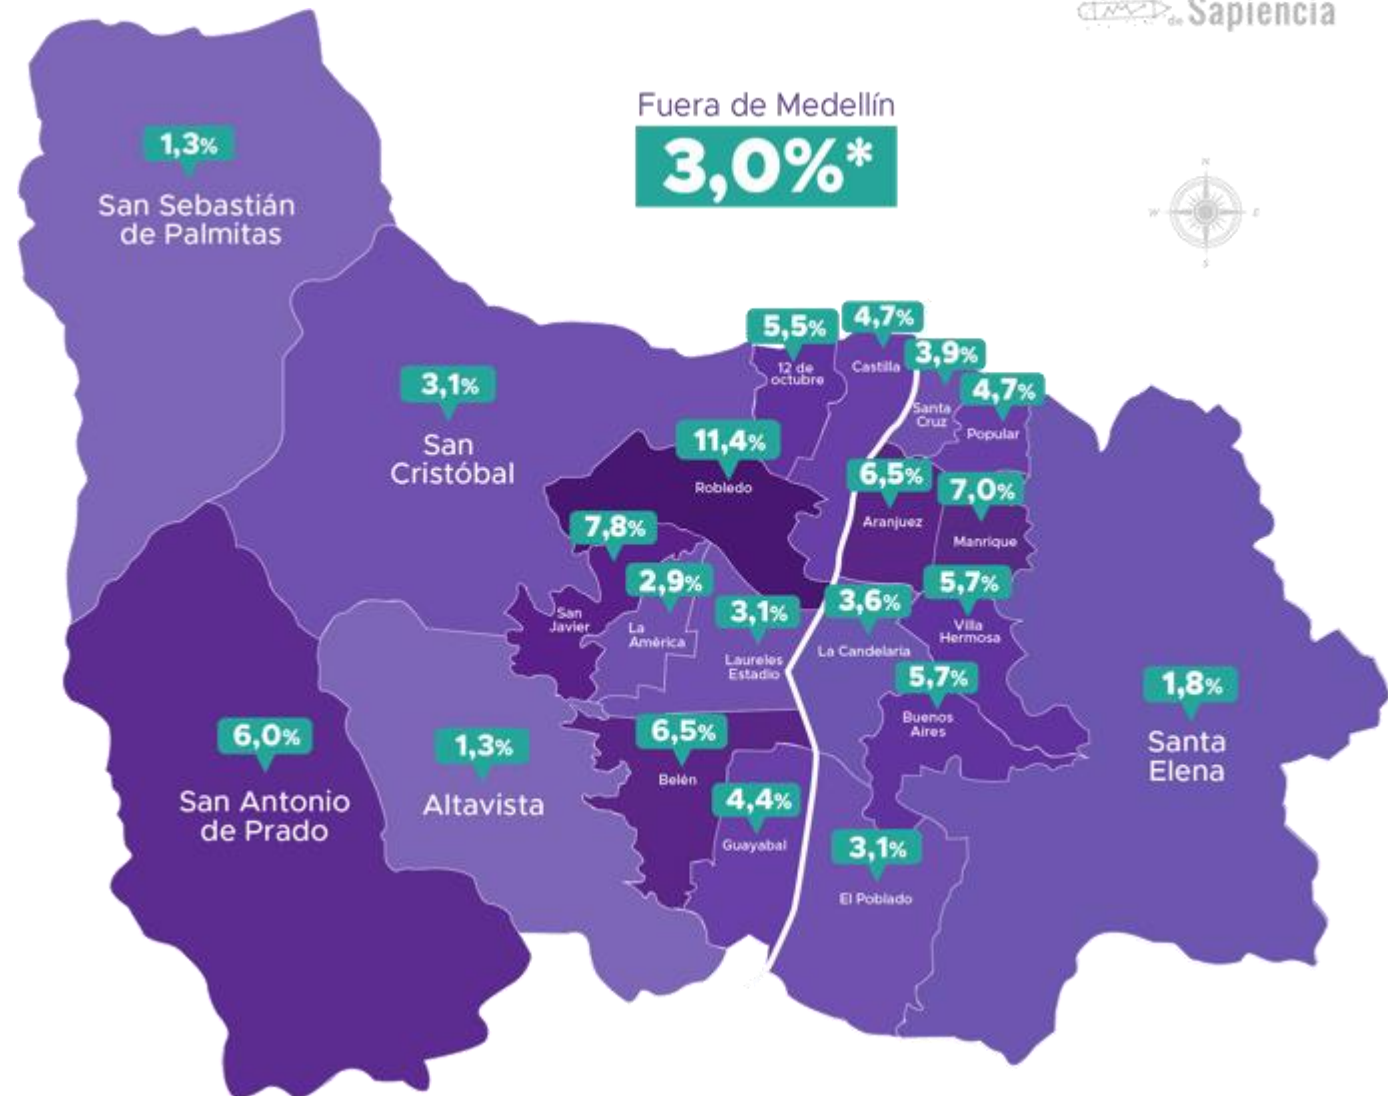 de Sapiencia
Fuera de Medellín
3,0%*
N
W
E
S
1,3%
San Sebastián
de Palmitas
3,1%
San
Cristóbal
5,5%
12 de
octubre
4,7%
Castilla
3,9%
Santa
Cruz
4,7%
Popular
11,4%
Robledo
6,5%
Aranjuez
7,0%
Manrique
7,8%
San
Javier
2,9%
La
América
3,1%
Laureles
Estadio
3,6%
La Candelaria
5,7%
Villa
Hermosa
5,7%
Buenos
Aires
1,8%
Santa
Elena
6,0%
San Antonio
de Prado
1,3%
Altavista
6,5%
Belén
4,4%
Guayabal
3,1%
El Poblado